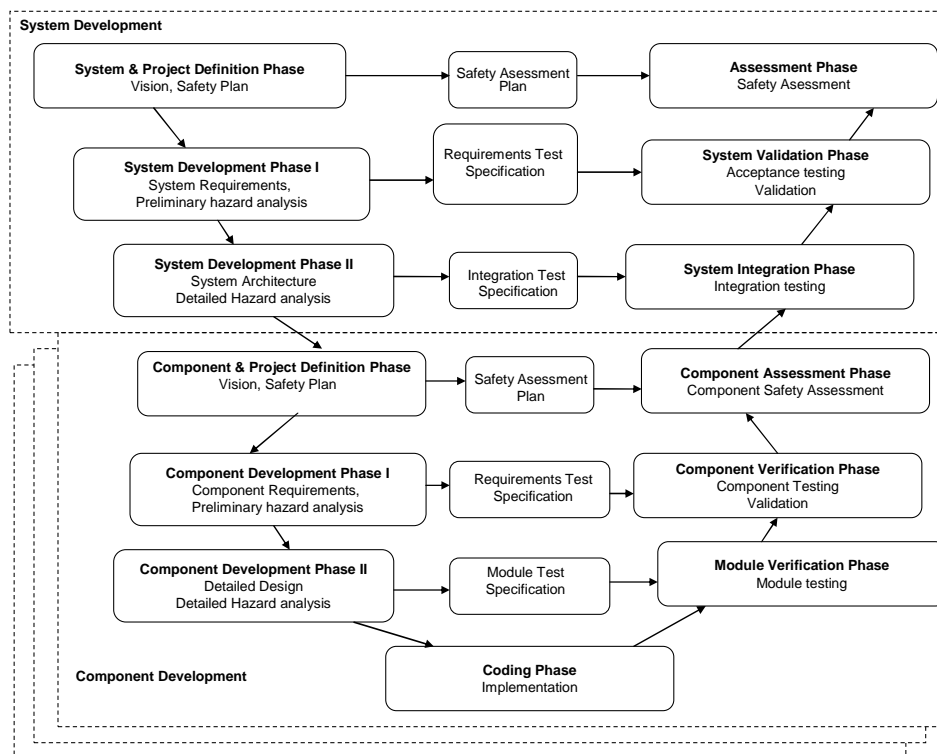 System Development
System & Project Definition Phase
Vision, Safety Plan
Safety Asessment
Plan
Assessment Phase
Safety Asessment
System Development Phase I
System Requirements,
Preliminary hazard analysis
Requirements Test
Specification
System Validation Phase
Acceptance testing
Validation
System Development Phase II
System Architecture
Detailed Hazard analysis
Integration Test
Specification
System Integration Phase
Integration testing
Component & Project Definition Phase
Vision, Safety Plan
Safety Asessment
Plan
Component Assessment Phase
Component Safety Assessment
Component Development Phase I
Component Requirements,
Preliminary hazard analysis
Requirements Test
Specification
Component Verification Phase
Component Testing
Validation
Component Development Phase II
Detailed Design
Detailed Hazard analysis
Module Test
Specification
Module Verification Phase
Module testing
Coding Phase
Implementation
Component Development